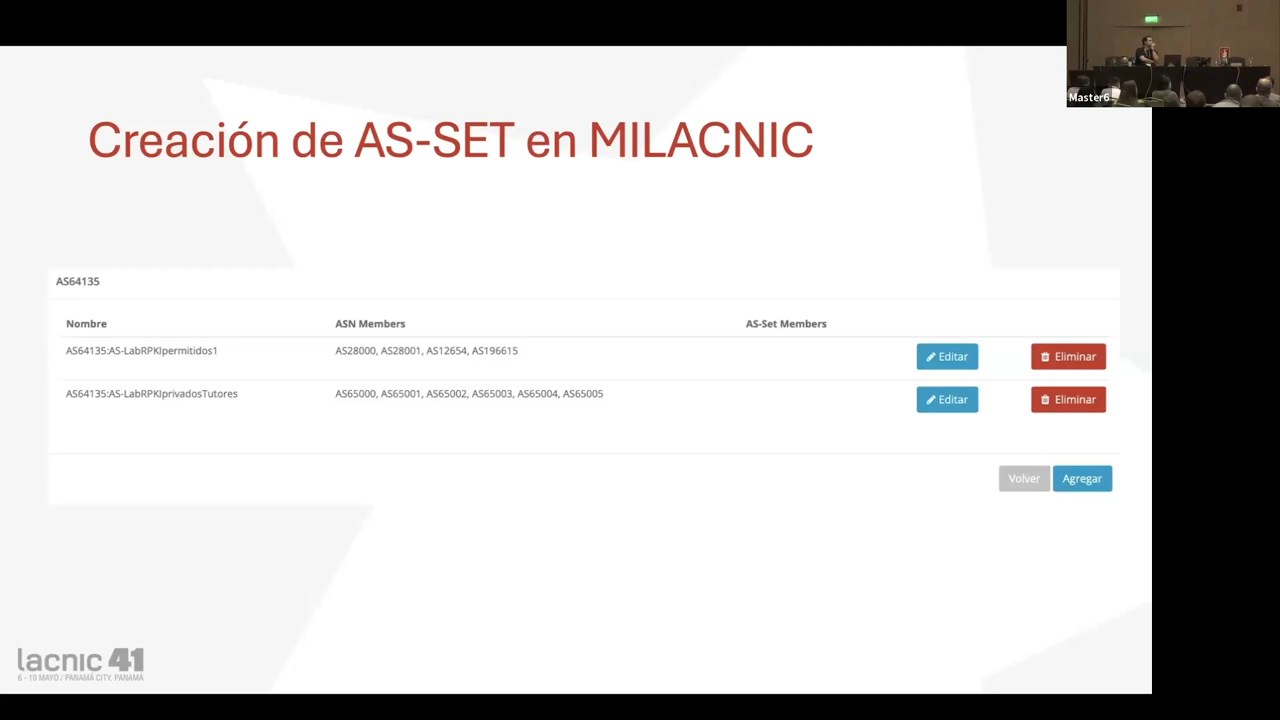 Master6
Creación de AS-SET en MILACNIC
AS64135
Nombre ASN Members AS-Set Members
AS64135:AS-LabRPKIpermitidos1 AS28000, AS28001, AS12654, AS196615 Editar Eliminar
AS64135:AS-LabRPKIprivadosTutores AS65000, AS65001, AS65002, AS65003, AS65004, AS65005 Editar Eliminar
Volver Agregar
lacnic 41
6 - 10 MAYO / PANAMÁ CITY, PANAMÁ